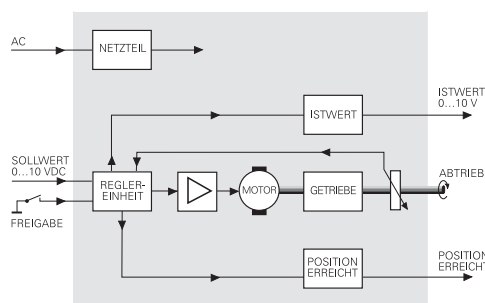 AC
NETZTEIL
ISTWERT
0...10 V
ISTWERT
SOLLWERT
0...10 VDC
REGLER-
EINHEIT
MOTOR
GETRIEBE
ABTRIEB
FREIGABE
POSITION
ERREICHT
POSITION
ERREICHT